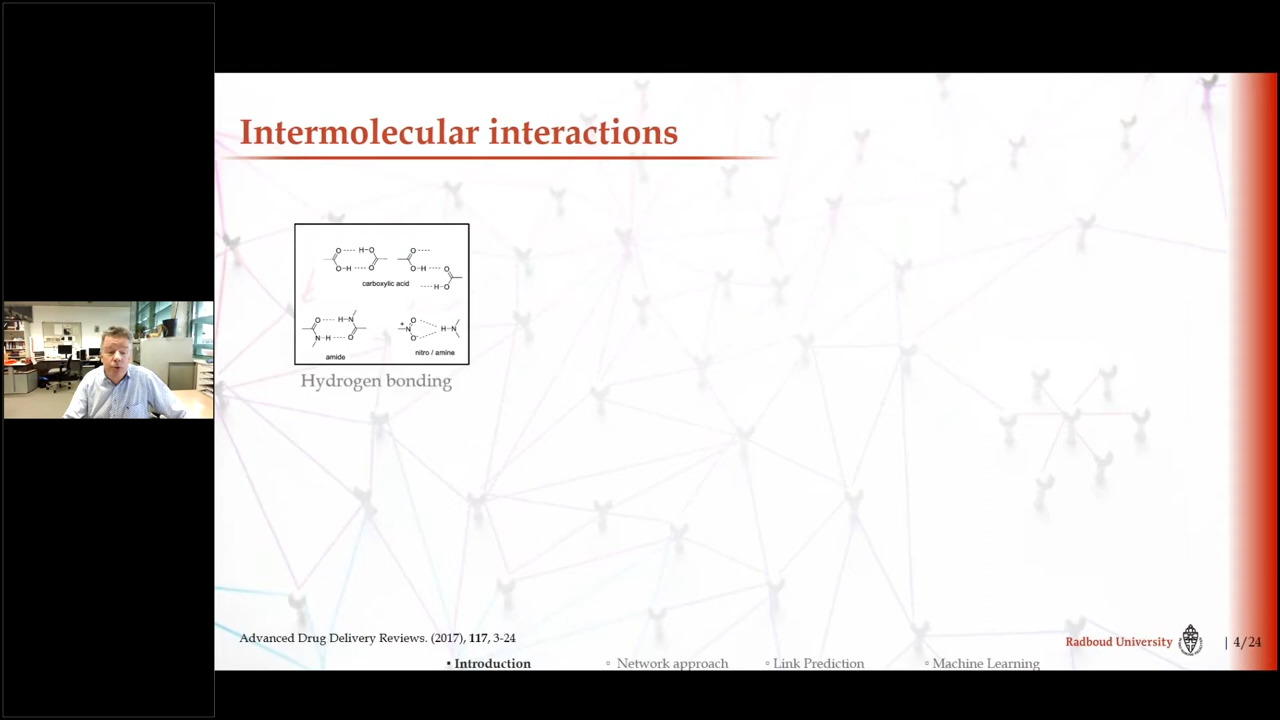 Intermolecular interactions
O H-O O
O-H O O-H O
carboxylic acid H-O
O H-N + O
N H-N
N-H O O-
amide nitro / amine
Hydrogen bonding
Advanced Drug Delivery Reviews. (2017), 117, 3-24
Radboud University | 4/24
▪ Introduction ▫ Network approach ▫ Link Prediction ▫ Machine Learning